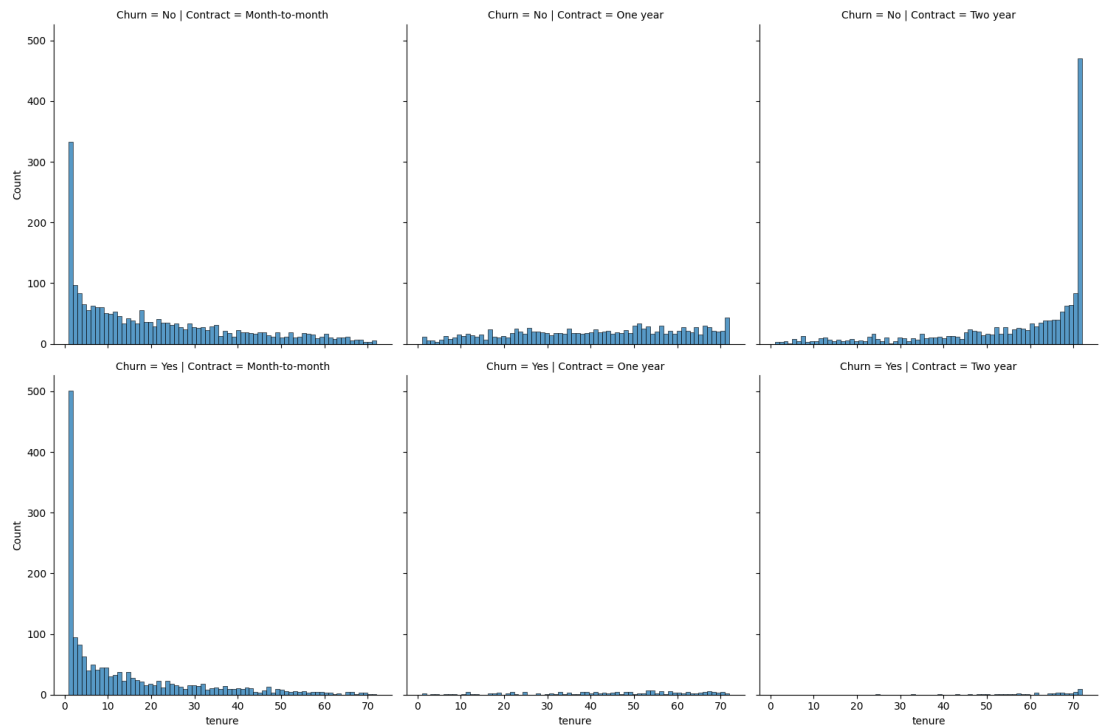 Churn = No | Contract = Month-to-month
Churn = No | Contract = One year
Churn = No | Contract = Two year
500
400
300
200
100
0
Count
Churn = Yes | Contract = Month-to-month
Churn = Yes | Contract = One year
Churn = Yes | Contract = Two year
500
400
300
200
100
0
Count
0 10 20 30 40 50 60 70
0 10 20 30 40 50 60 70
0 10 20 30 40 50 60 70
tenure
tenure
tenure